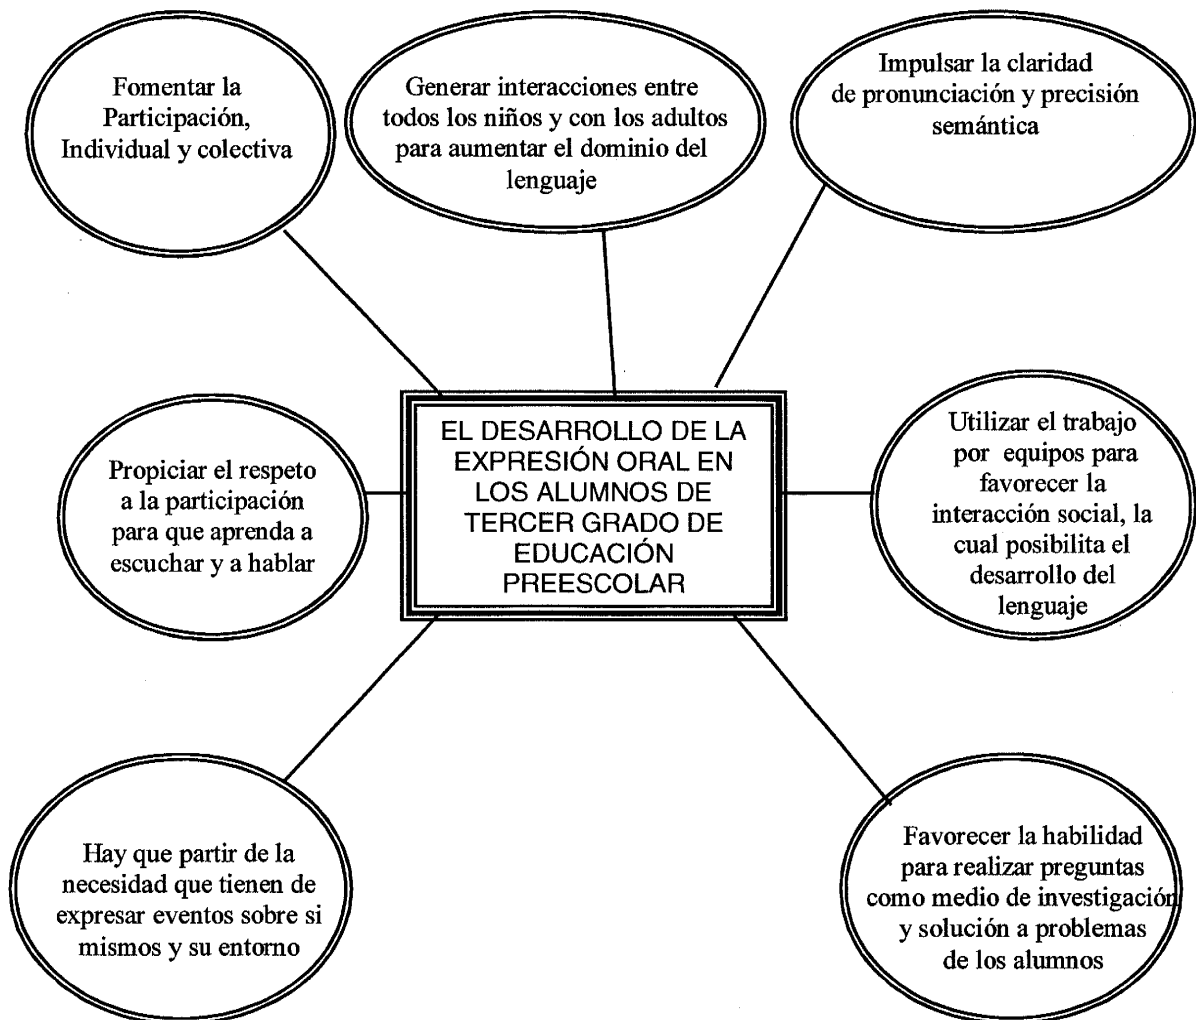 Fomentar la
Participación,
Individual y colectiva
Generar interacciones entre
todos los niños y con los adultos
para aumentar el dominio del
lenguaje
Impulsar la claridad
de pronunciación y precisión
semántica
Propiciar el respeto
a la participación
para que aprenda a
escuchar y a hablar
EL DESARROLLO DE LA
EXPRESIÓN ORAL EN
LOS ALUMNOS DE
TERCER GRADO DE
EDUCACIÓN
PREESCOLAR
Utilizar el trabajo
por equipos para
favorecer la
interacción social, la
cual posibilita el
desarrollo del
lenguaje
Hay que partir de la
necesidad que tienen de
expresar eventos sobre si
mismos y su entorno
Favorecer la habilidad
para realizar preguntas
como medio de investigación
y solución a problemas
de los alumnos